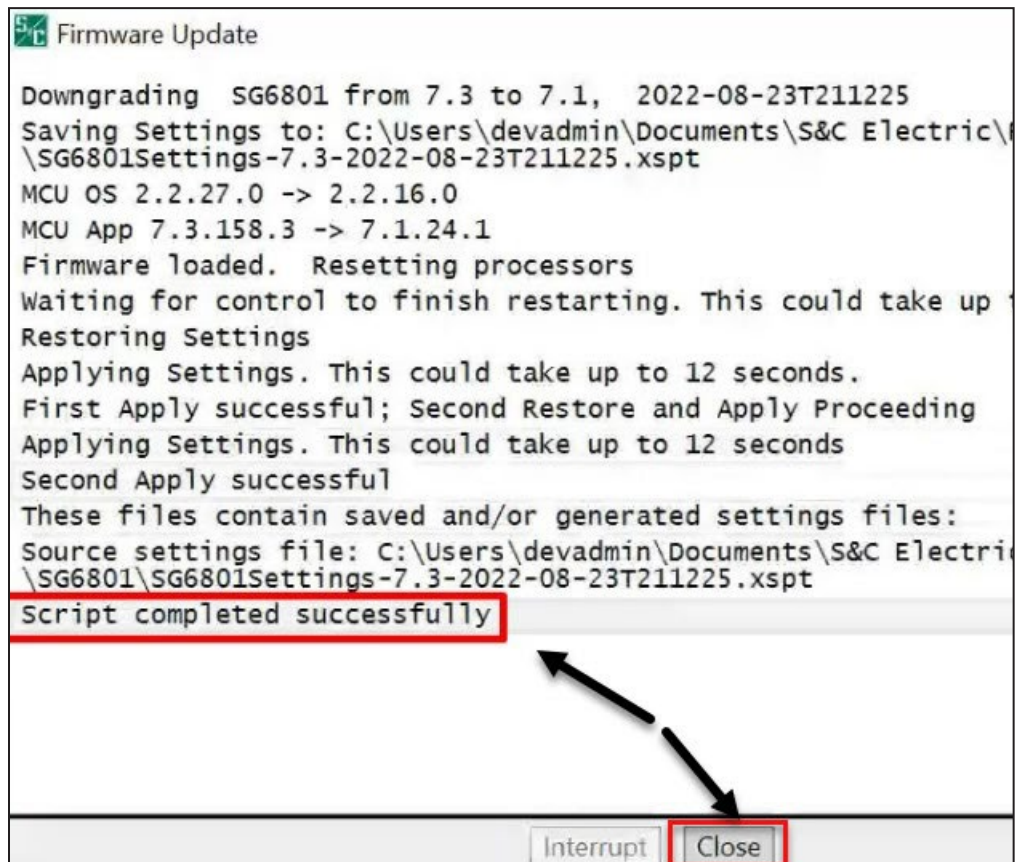 S/C Firmware Update
Downgrading SG6801 from 7.3 to 7.1, 2022-08-23T211225
Saving Settings to: C:\Users\devadmin\Documents\S&C Electric\
\SG6801Settings-7.3-2022-08-23T211225.xspt
MCU OS 2.2.27.0 -> 2.2.16.0
MCU App 7.3.158.3 -> 7.1.24.1
Firmware loaded. Resetting processors
Waiting for control to finish restarting. This could take up
Restoring Settings
Applying Settings. This could take up to 12 seconds.
First Apply successful; Second Restore and Apply Proceeding
Applying Settings. This could take up to 12 seconds
Second Apply successful
These files contain saved and/or generated settings files:
Source settings file: C:\Users\devadmin\Documents\S&C Electric
\SG6801\SG6801Settings-7.3-2022-08-23T211225.xspt
Script completed successfully
Interrupt Close